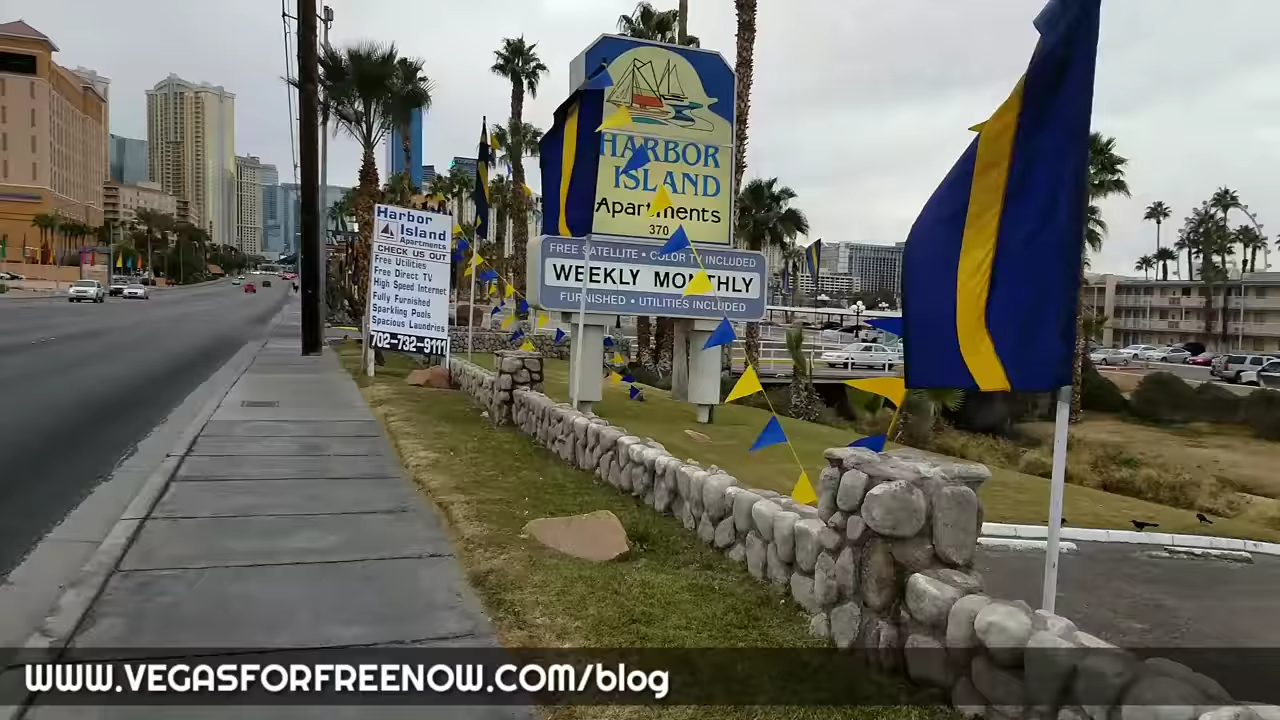 HARBOR
ISLAND
Apartments
370
FREE SATELLITE • COLOR TV INCLUDED
WEEKLY MONTHLY
FURNISHED • UTILITIES INCLUDED
Harbor
Island
Apartments
CHECK US OUT
Free Utilities
Free Direct TV
High Speed Internet
Fully Furnished
Sparkling Pools
Spacious Laundries
702-732-9111
www.VEGASFORFREENOW.COM/blog